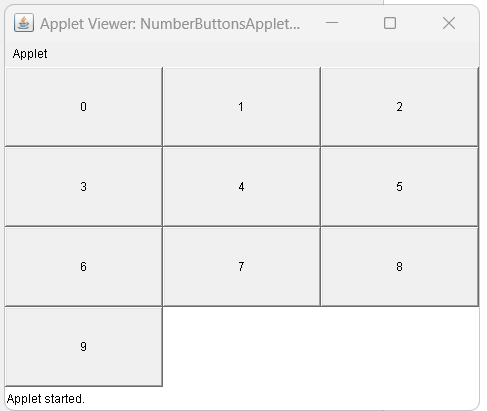 Applet Viewer: NumberButtonsApplet...
Applet
0 1 2
3 4 5
6 7 8
9
Applet started.